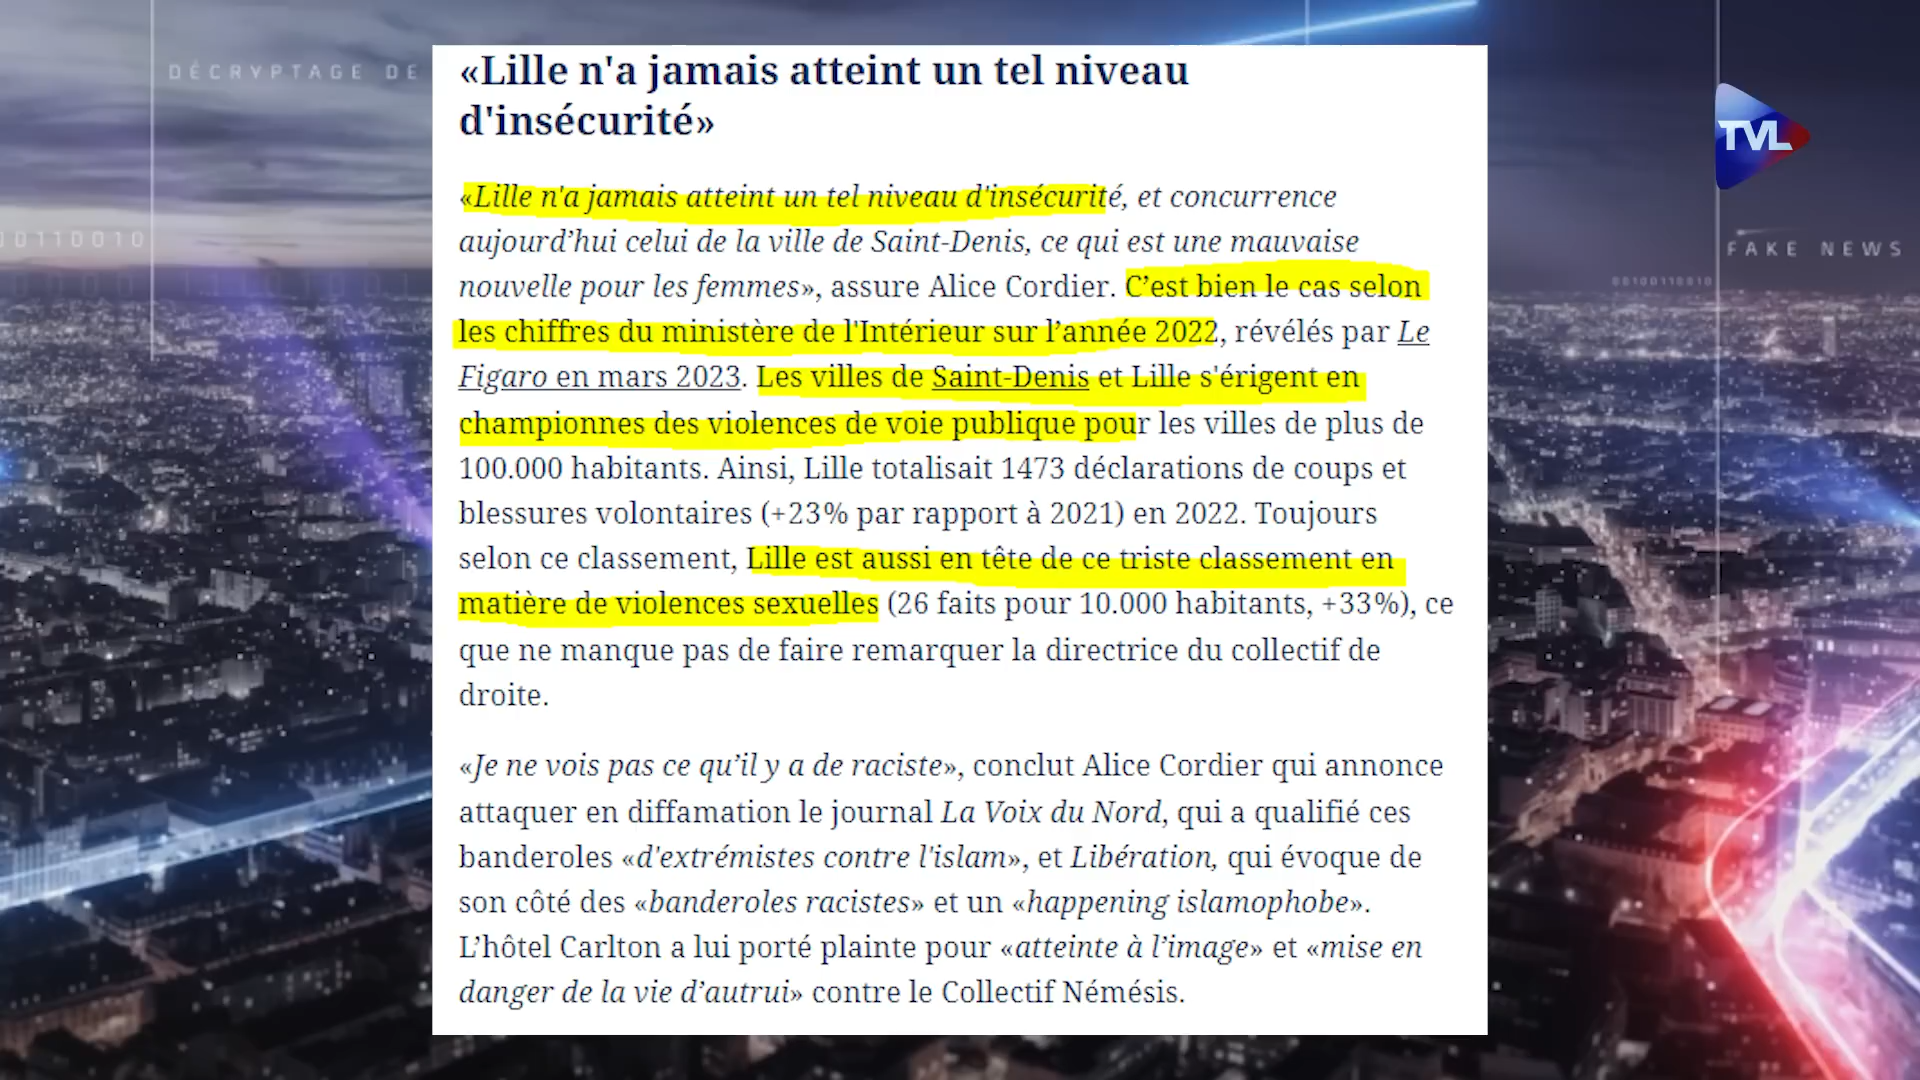 DÉCRYPTAGE DE
«Lille n'a jamais atteint un tel niveau
d'insécurité»
TVL
«Lille n'a jamais atteint un tel niveau d'insécurité, et concurrence
aujourd’hui celui de la ville de Saint-Denis, ce qui est une mauvaise
nouvelle pour les femmes», assure Alice Cordier. C’est bien le cas selon
les chiffres du ministère de l'Intérieur sur l’année 2022, révélés par Le
Figaro en mars 2023. Les villes de Saint-Denis et Lille s'érigent en
championnes des violences de voie publique pour les villes de plus de
100.000 habitants. Ainsi, Lille totalisait 1473 déclarations de coups et
blessures volontaires (+23% par rapport à 2021) en 2022. Toujours
selon ce classement, Lille est aussi en tête de ce triste classement en
matière de violences sexuelles (26 faits pour 10.000 habitants, +33%), ce
que ne manque pas de faire remarquer la directrice du collectif de
droite.
«Je ne vois pas ce qu’il y a de raciste», conclut Alice Cordier qui annonce
attaquer en diffamation le journal La Voix du Nord, qui a qualifié ces
banderoles «d'extrémistes contre l'islam», et Libération, qui évoque de
son côté des «banderoles racistes» et un «happening islamophobe».
L’hôtel Carlton a lui porté plainte pour «atteinte à l’image» et «mise en
danger de la vie d’autrui» contre le Collectif Némésis.
00110010
FAKE NEWS
00100110010